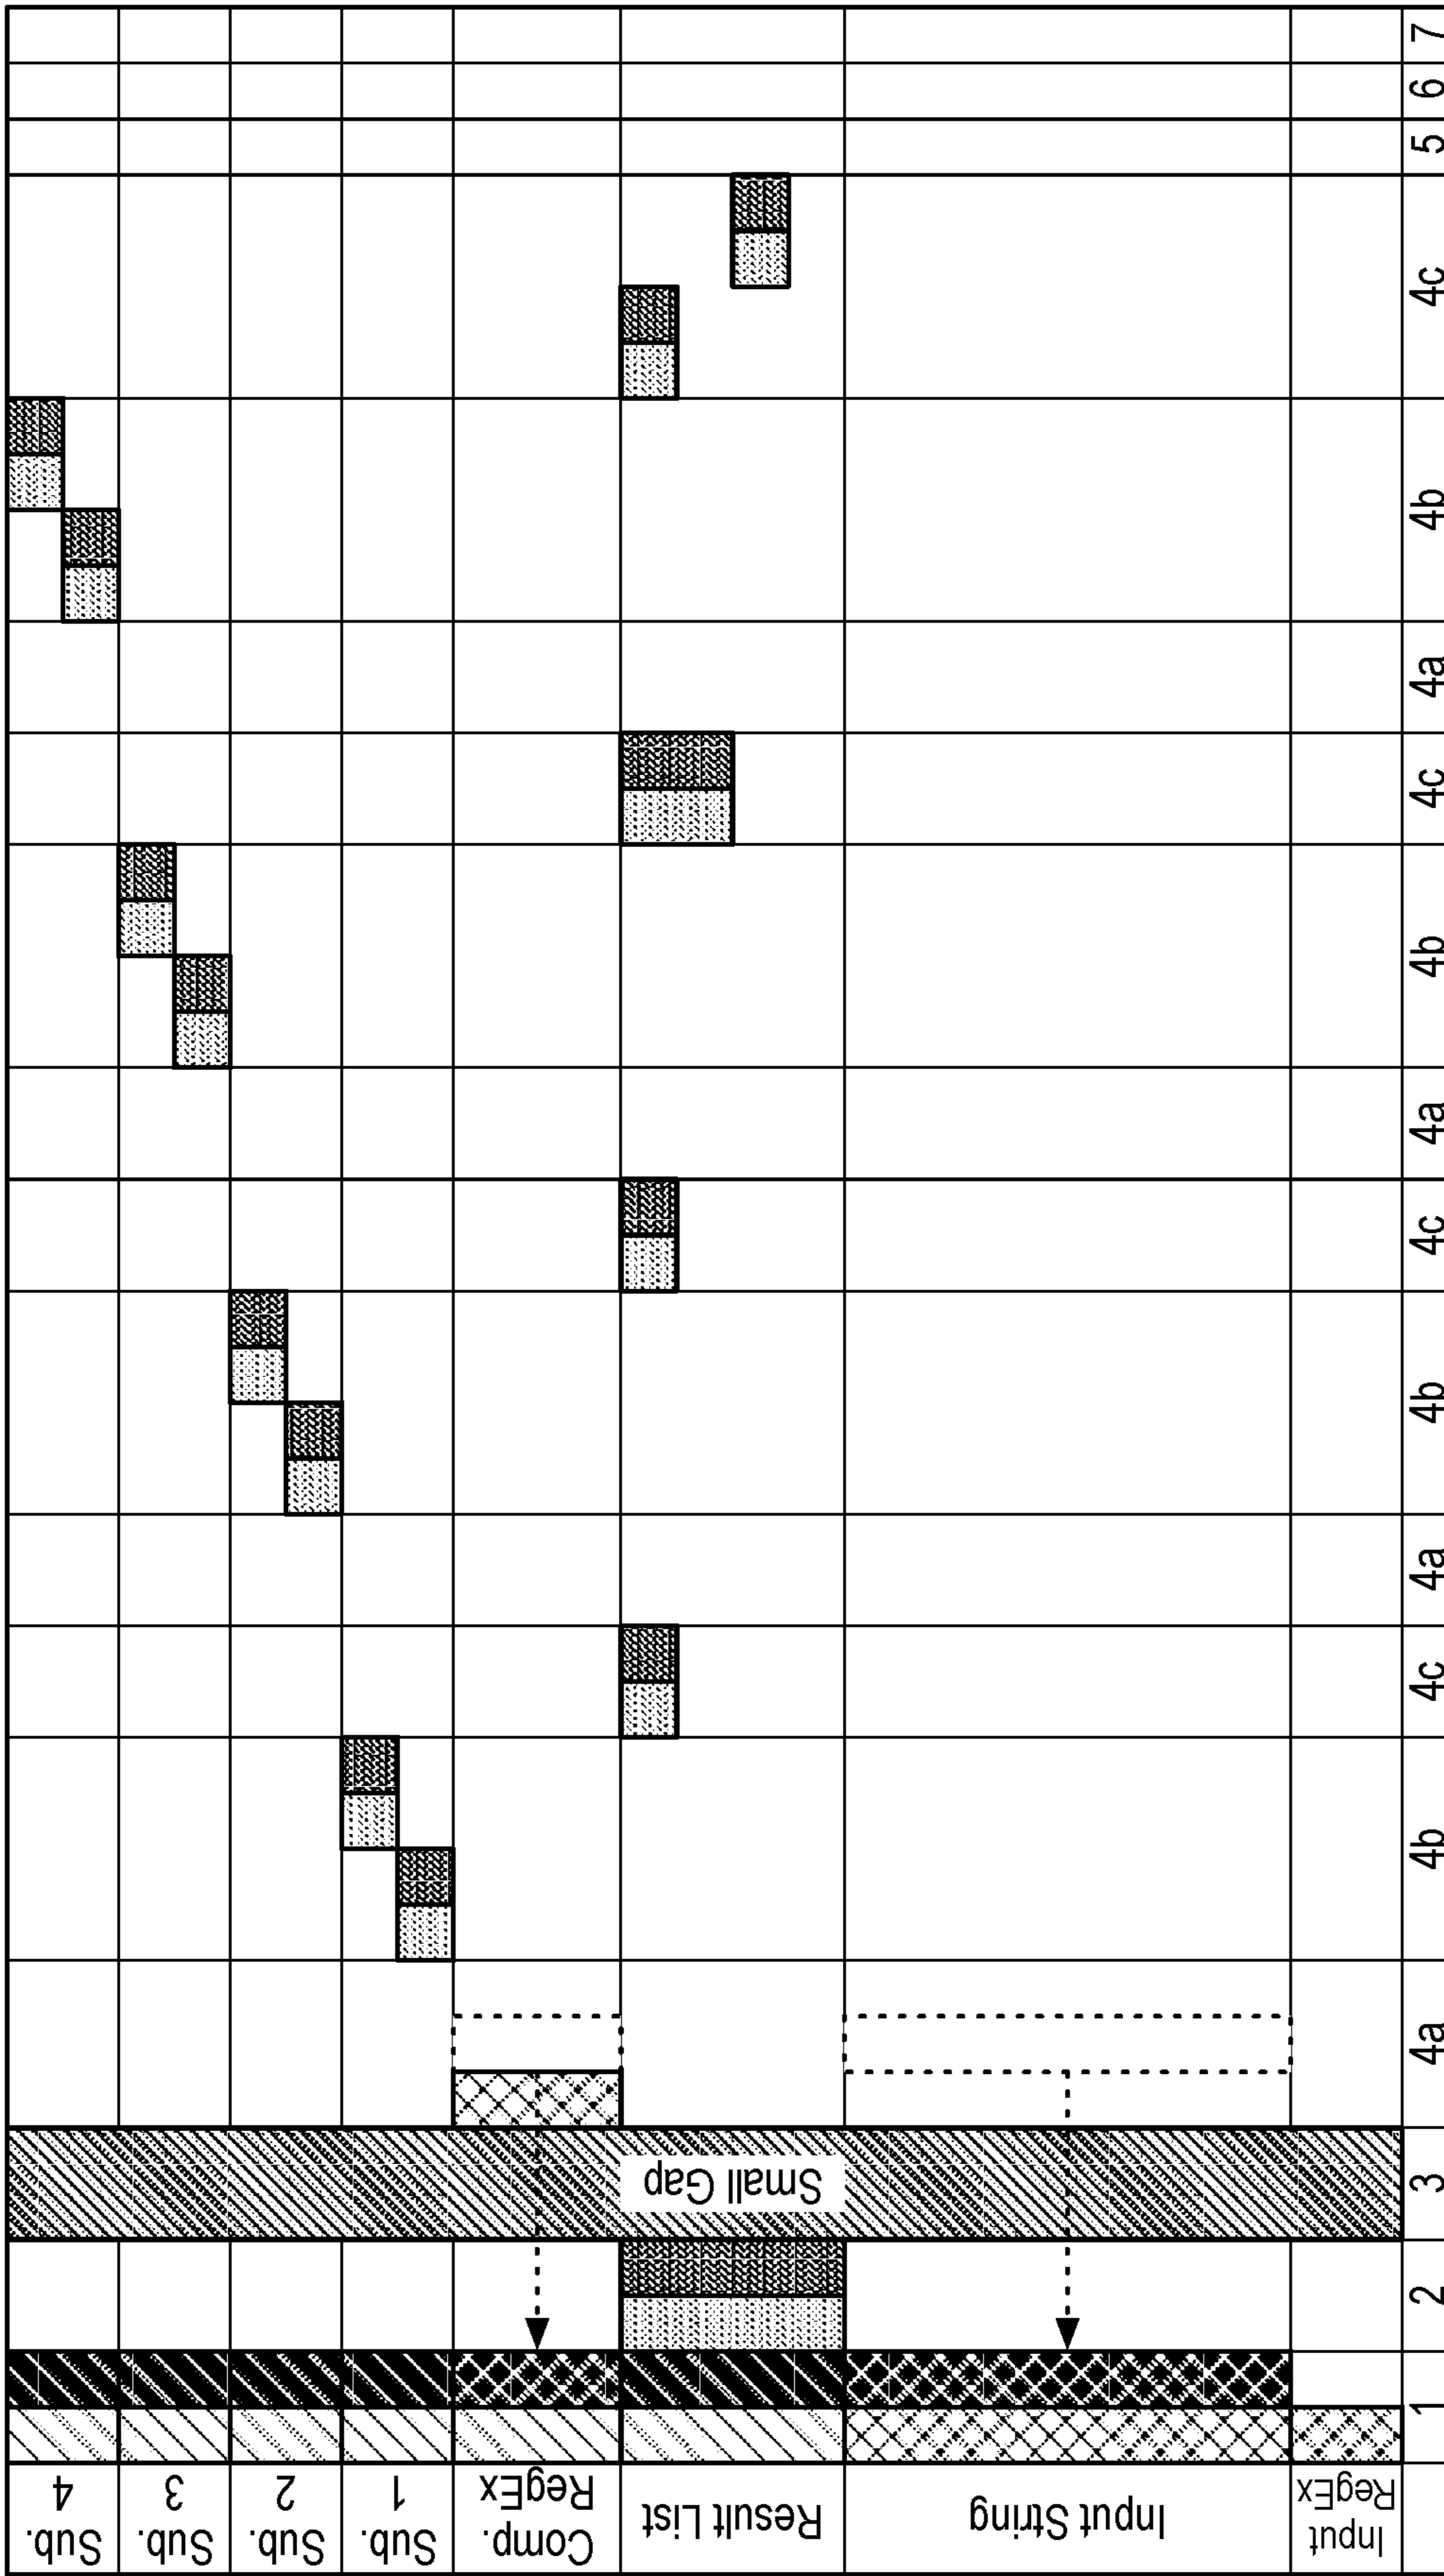 Input
RegEx
Input String
Result List
Comp.
RegEx
Sub.
1
Sub.
2
Sub.
3
Sub.
4
Small Gap
1 2 3 4a 4b 4c 4a 4b 4c 4a 4b 4c 4a 4b 4c 5 6 7